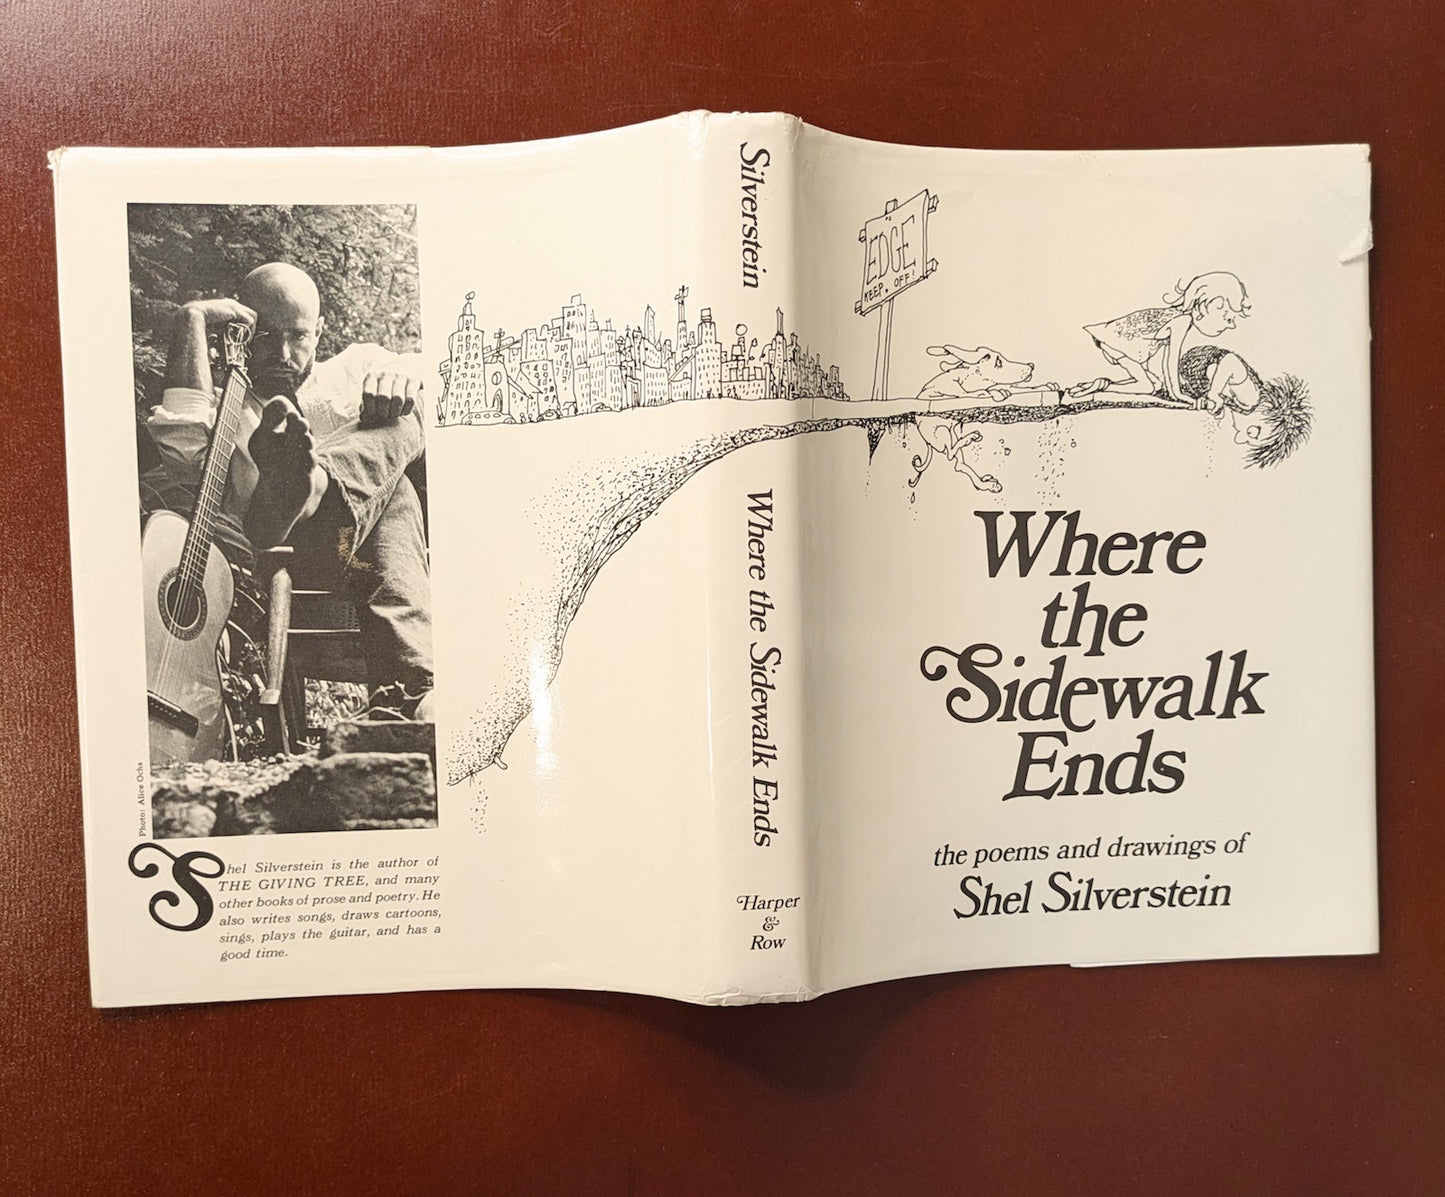 Photo: Alice Ochs
Shel Silverstein is the author of
THE GIVING TREE, and many
other books of prose and poetry. He
also writes songs, draws cartoons,
sings, plays the guitar, and has a
good time.
Silverstein
Where the Sidewalk Ends
Harper
&
Row
EDGE
KEEP OFF!
Where
the
Sidewalk
Ends
the poems and drawings of
Shel Silverstein